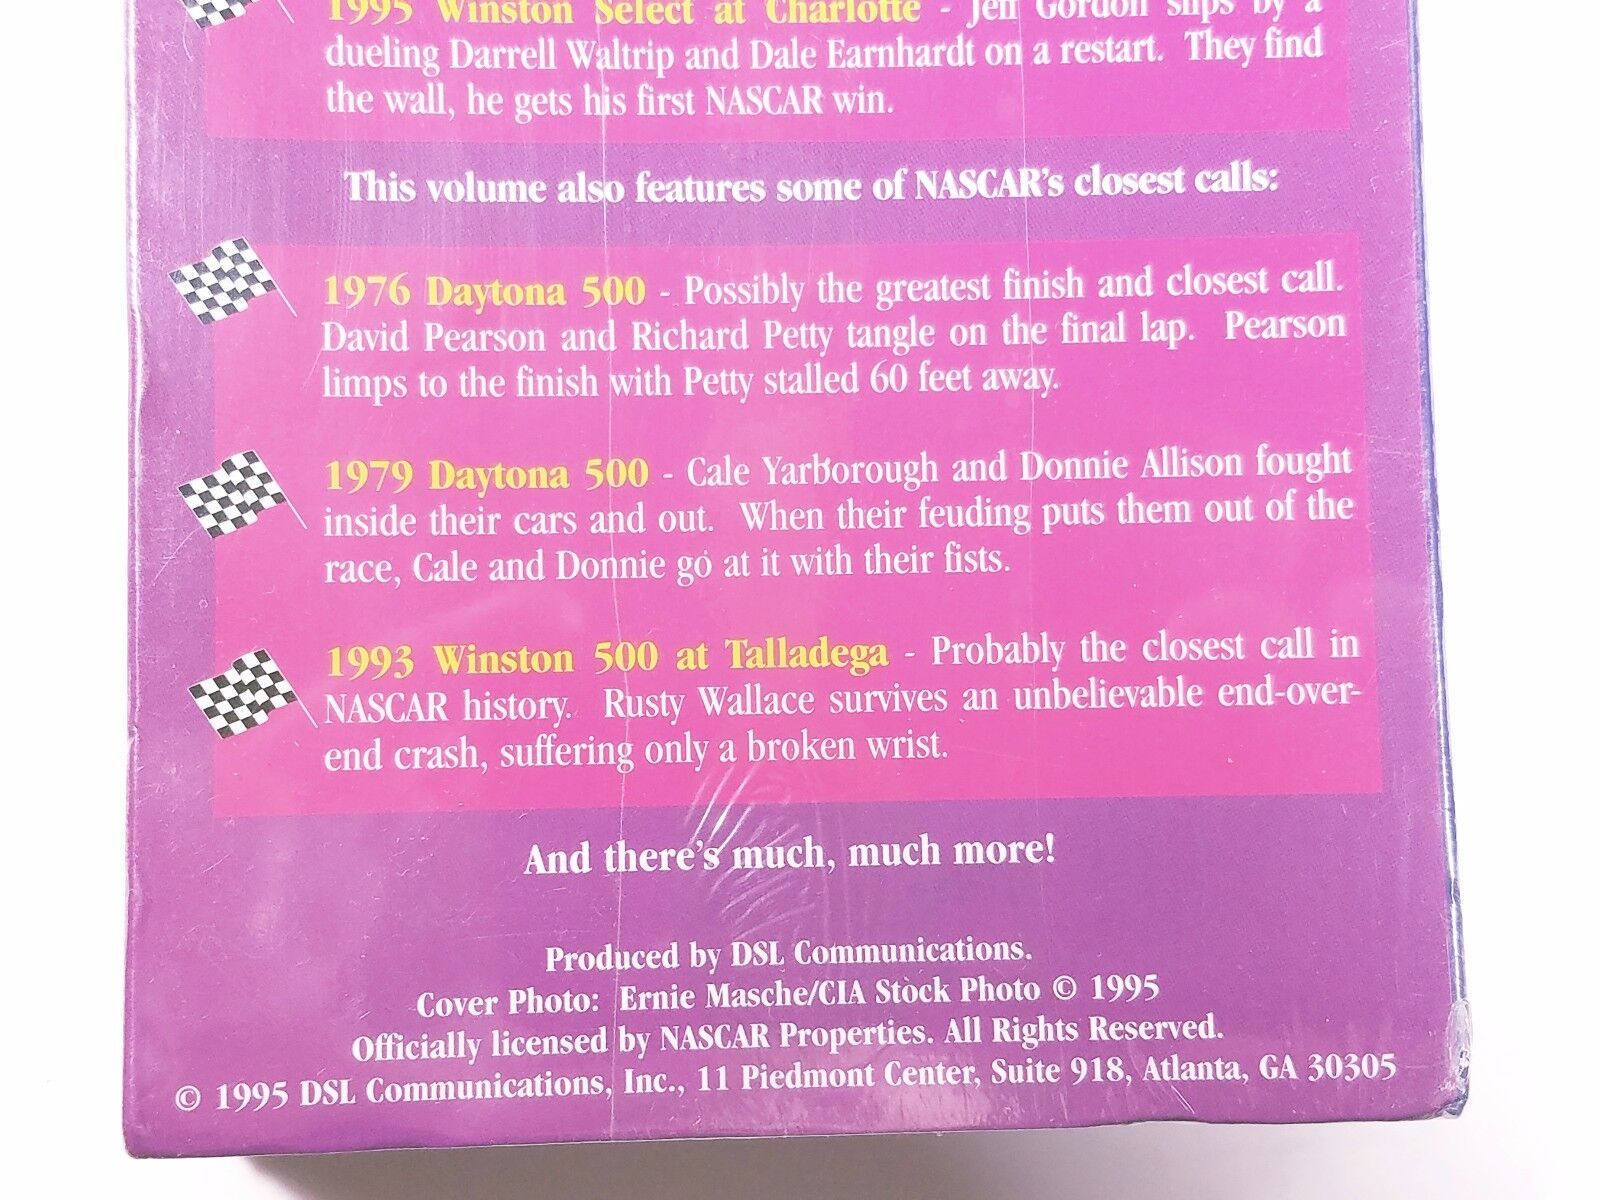 1995 Winston Select at Charlotte - Jeff Gordon slips by a
dueling Darrell Waltrip and Dale Earnhardt on a restart. They find
the wall, he gets his first NASCAR win.
This volume also features some of NASCAR's closest calls:
1976 Daytona 500 - Possibly the greatest finish and closest call.
David Pearson and Richard Petty tangle on the final lap. Pearson
limps to the finish with Petty stalled 60 feet away.
1979 Daytona 500 - Cale Yarborough and Donnie Allison fought
inside their cars and out. When their feuding puts them out of the
race, Cale and Donnie go at it with their fists.
1993 Winston 500 at Talladega - Probably the closest call in
NASCAR history. Rusty Wallace survives an unbelievable end-over-
end crash, suffering only a broken wrist.
And there's much, much more!
Produced by DSL Communications.
Cover Photo: Ernie Masche/CIA Stock Photo © 1995
Officially licensed by NASCAR Properties. All Rights Reserved.
© 1995 DSL Communications, Inc., 11 Piedmont Center, Suite 918, Atlanta, GA 30305